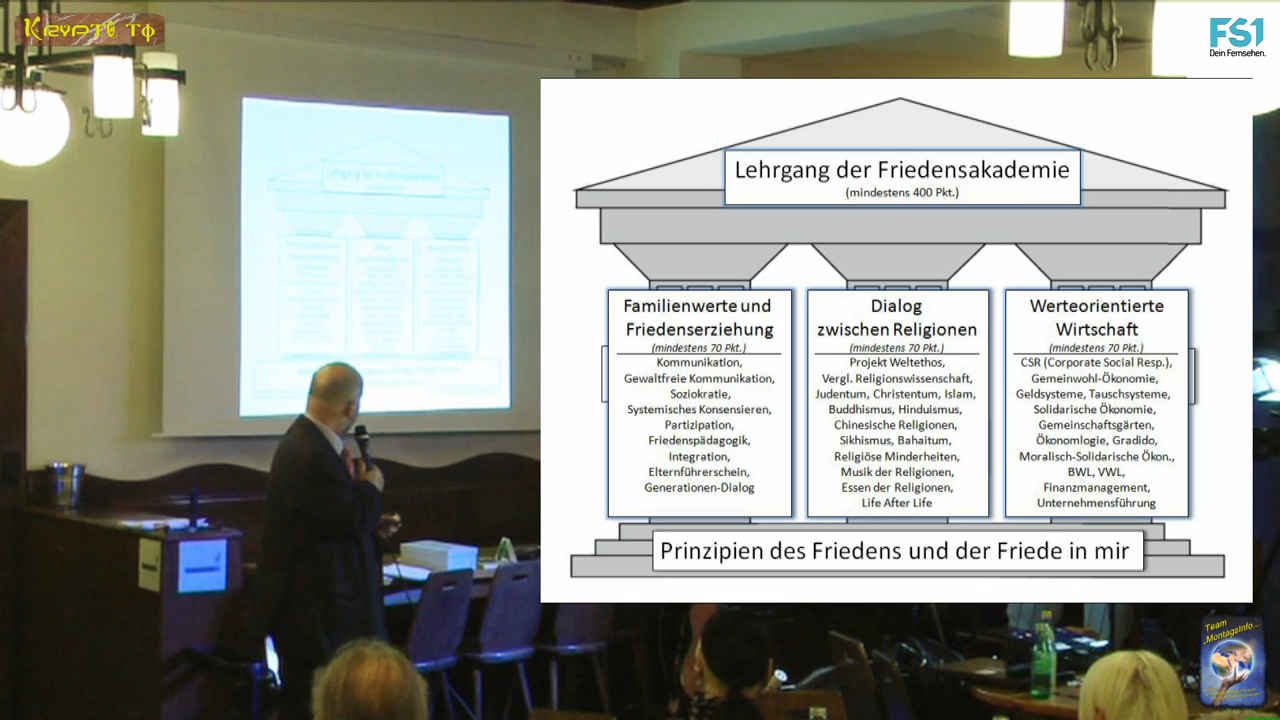 KRYPTO TV
FS1
Dein Fernsehen.
Lehrgang der Friedensakademie
(mindestens 400 Pkt.)
Familienwerte und
Friedenserziehung
(mindestens 70 Pkt.)
Kommunikation,
Gewaltfreie Kommunikation,
Soziokratie,
Systemisches Konsensieren,
Partizipation,
Friedenspädagogik,
Integration,
Elternführerschein,
Generationen-Dialog
Dialog
zwischen Religionen
(mindestens 70 Pkt.)
Projekt Weltethos,
Vergl. Religionswissenschaft,
Judentum, Christentum, Islam,
Buddhismus, Hinduismus,
Chinesische Religionen,
Sikhismus, Bahaitum,
Religiöse Minderheiten,
Musik der Religionen,
Essen der Religionen,
Life After Life
Werteorientierte
Wirtschaft
(mindestens 70 Pkt.)
CSR (Corporate Social Resp.),
Gemeinwohl-Ökonomie,
Geldsysteme, Tauschsysteme,
Solidarische Ökonomie,
Gemeinschaftsgärten,
Ökonomlogie, Gradido,
Moralisch-Solidarische Ökon.,
BWL, VWL,
Finanzmanagement,
Unternehmensführung
Prinzipien des Friedens und der Friede in mir
Team
„MontagsInfo...